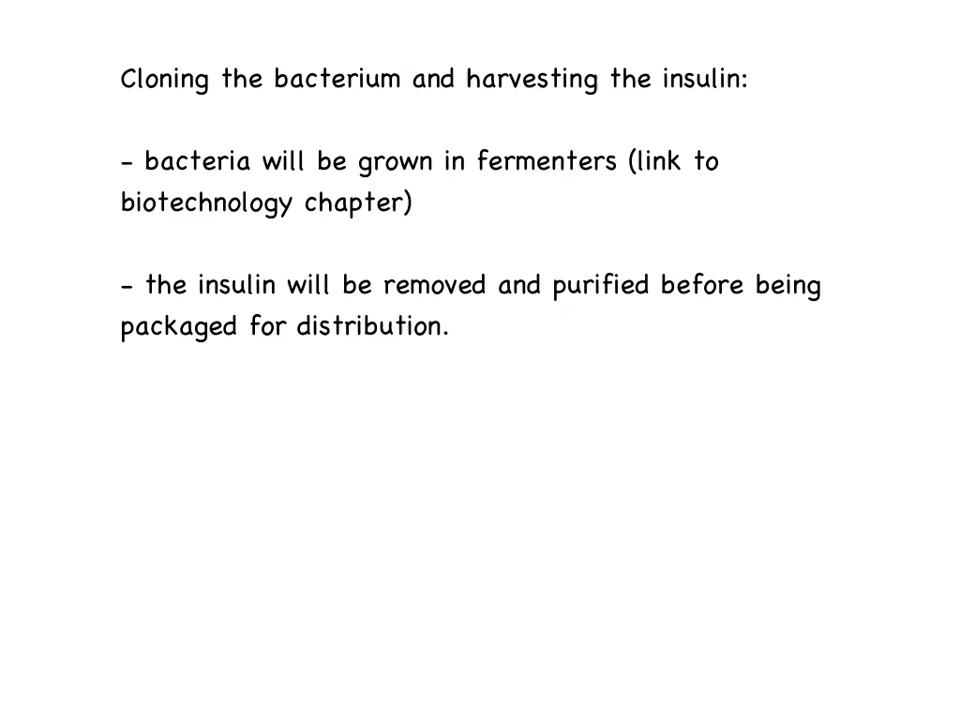 Cloning the bacterium and harvesting the insulin:
- bacteria will be grown in fermenters (link to
biotechnology chapter)
- the insulin will be removed and purified before being
packaged for distribution.